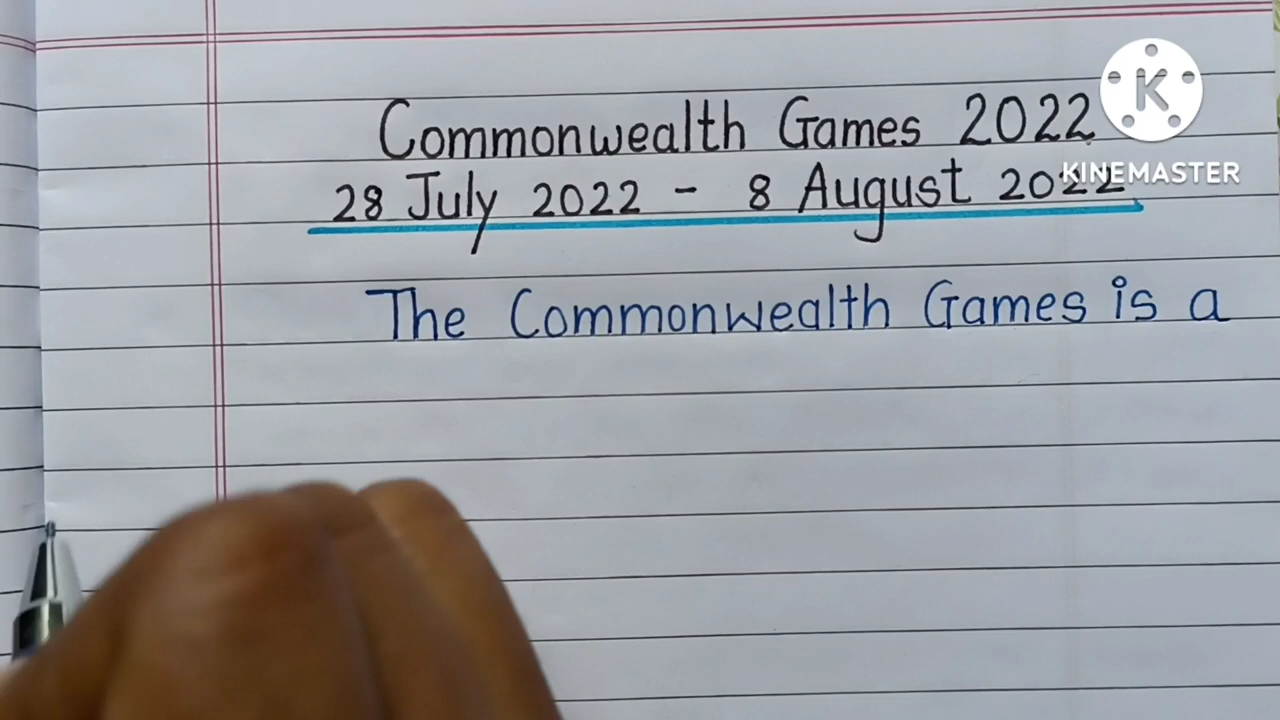 Commonwealth Games 2022
28 July 2022 - 8 August 2022
The Commonwealth Games is a
K
KINEMASTER